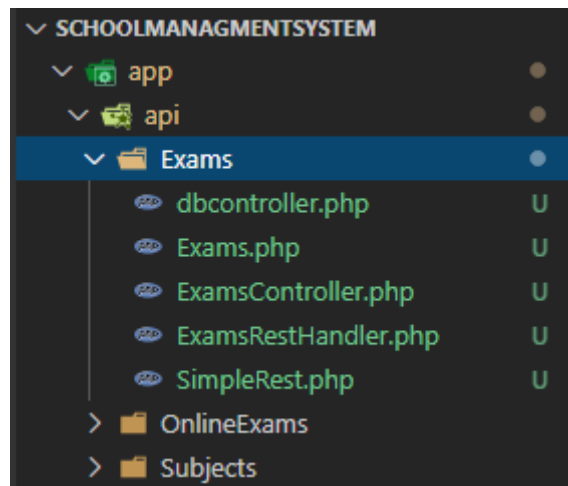 SCHOOLMANAGMENTSYSTEM
app
api
Exams
dbcontroller.php U
Exams.php U
ExamsController.php U
ExamsRestHandler.php U
SimpleRest.php U
OnlineExams
Subjects